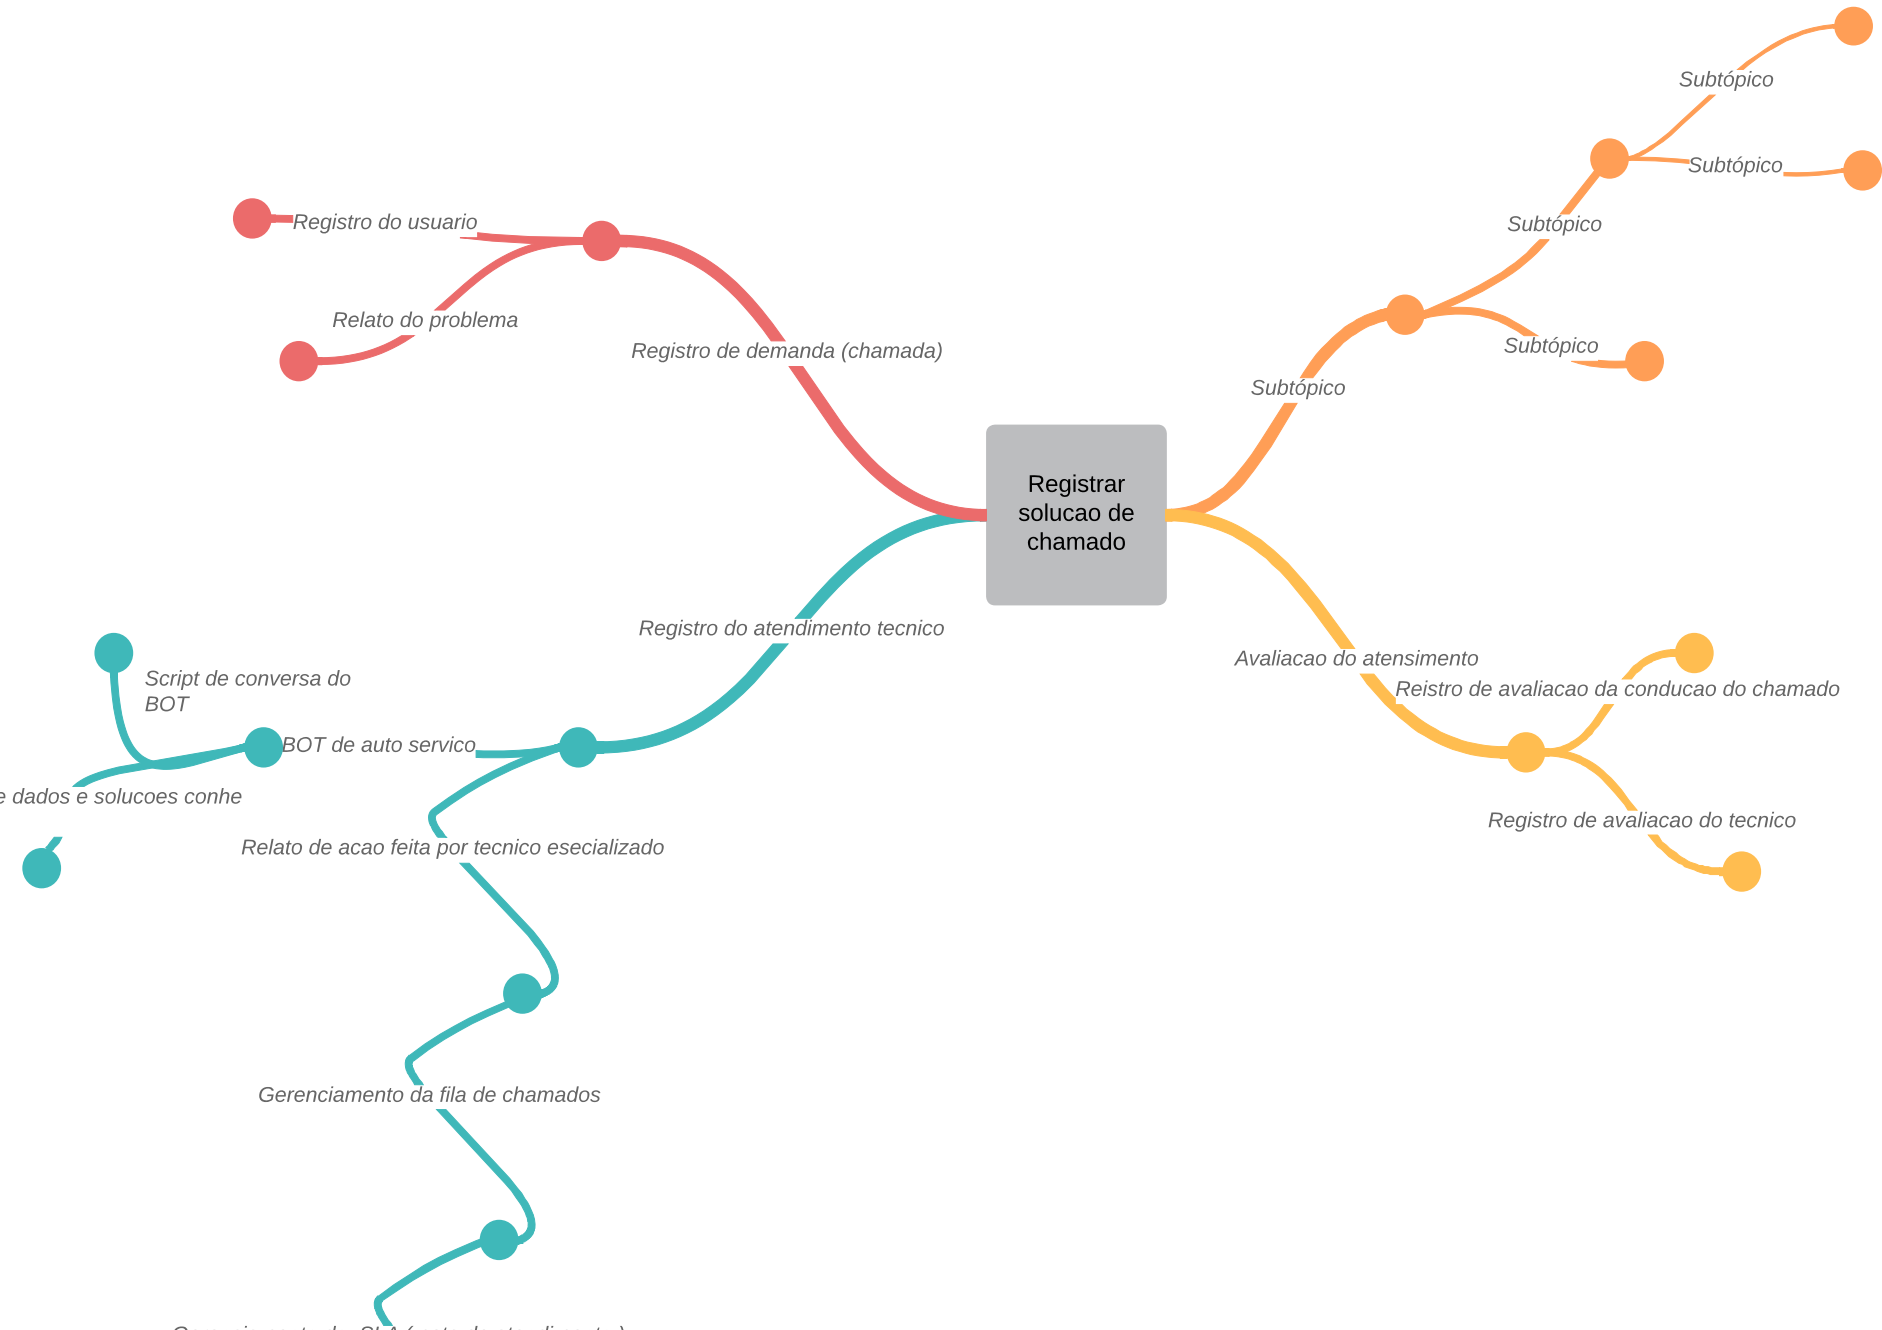 Subtópico
Subtópico
Registro do usuario
Subtópico
Relato do problema
Subtópico
Registro de demanda (chamada)
Subtópico
Registrar
solucao de
chamado
Registro do atendimento tecnico
Avaliacao do atensimento
Script de conversa do
BOT
Reistro de avaliacao da conducao do chamado
BOT de auto servico
e dados e solucoes conhe
Registro de avaliacao do tecnico
Relato de acao feita por tecnico esecializado
Gerenciamento da fila de chamados